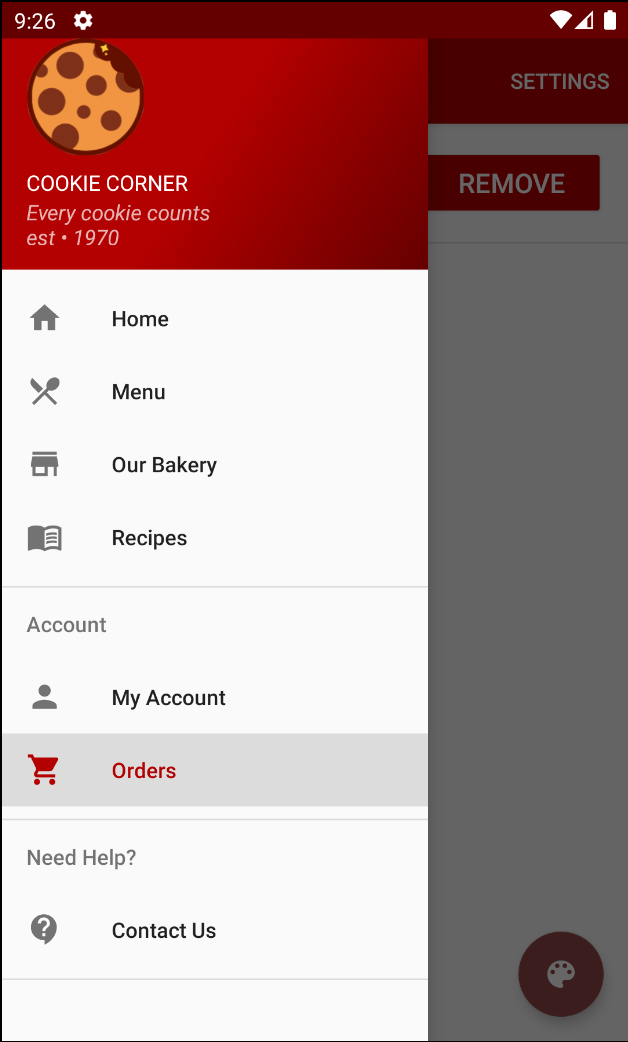 9:26
SETTINGS
REMOVE
COOKIE CORNER
Every cookie counts
est • 1970
Home
Menu
Our Bakery
Recipes
Account
My Account
Orders
Need Help?
Contact Us